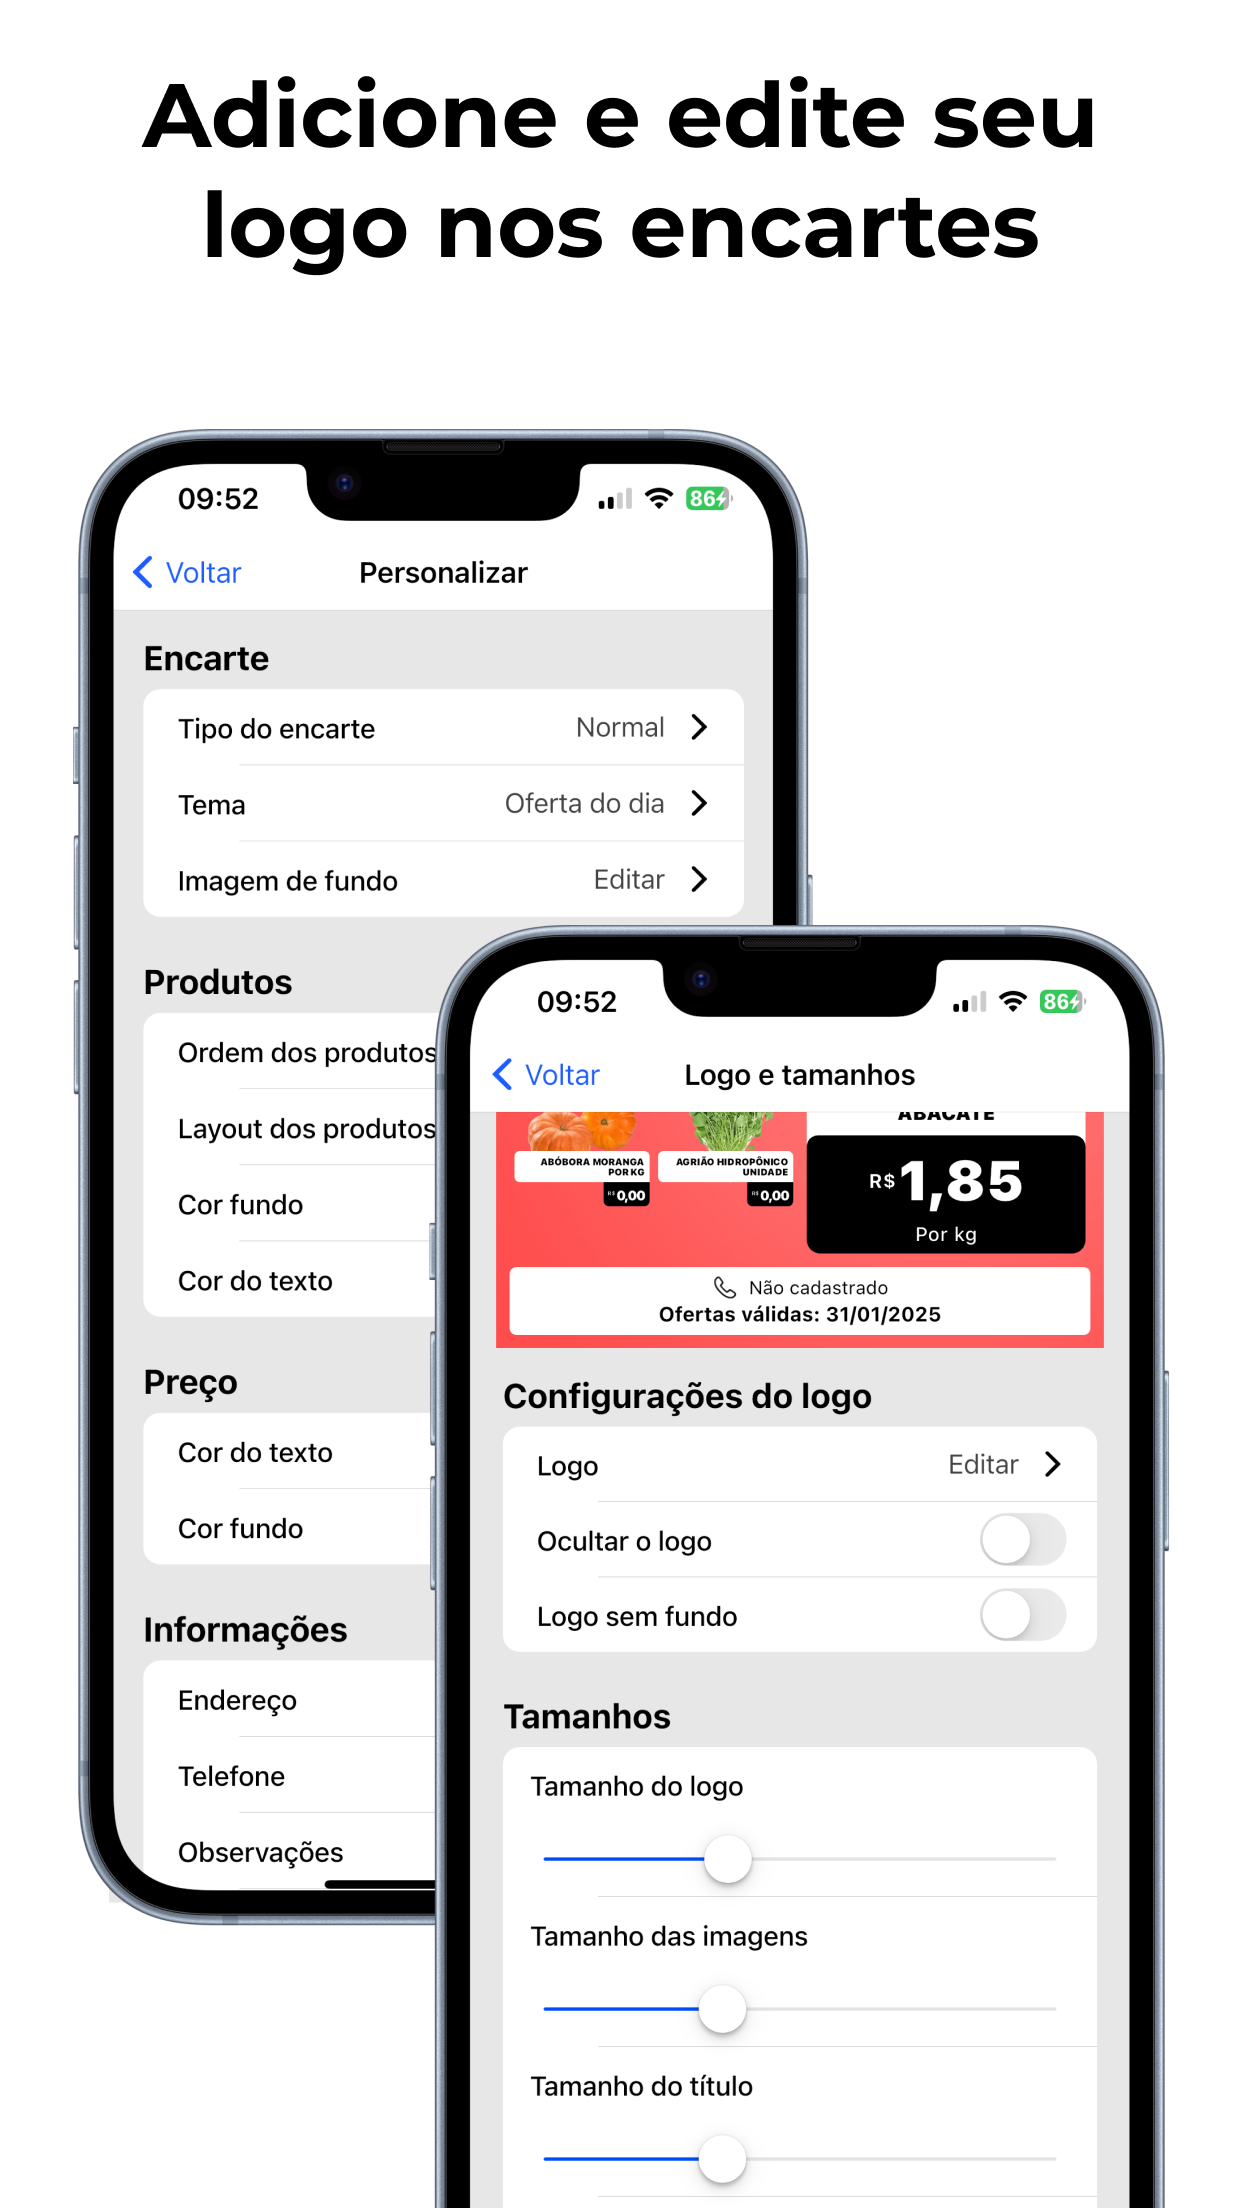 Adicione e edite seu
logo nos encartes
09:52
86
Voltar
Personalizar
Encarte
Tipo do encarte
Normal
Tema
Oferta do dia
Imagem de fundo
Editar
Produtos
Ordem dos produtos
Layout dos produtos
Cor fundo
Cor do texto
Preço
Cor do texto
Cor fundo
Informações
Endereço
Telefone
Observações
09:52
86
Voltar
Logo e tamanhos
ABÓBORA MORANGA
POR KG
R$ 0,00
AGRIÃO HIDROPÔNICO
UNIDADE
R$ 0,00
ABACATE
R$ 1,85
Por kg
Não cadastrado
Ofertas válidas: 31/01/2025
Configurações do logo
Logo
Editar
Ocultar o logo
Logo sem fundo
Tamanhos
Tamanho do logo
Tamanho das imagens
Tamanho do título